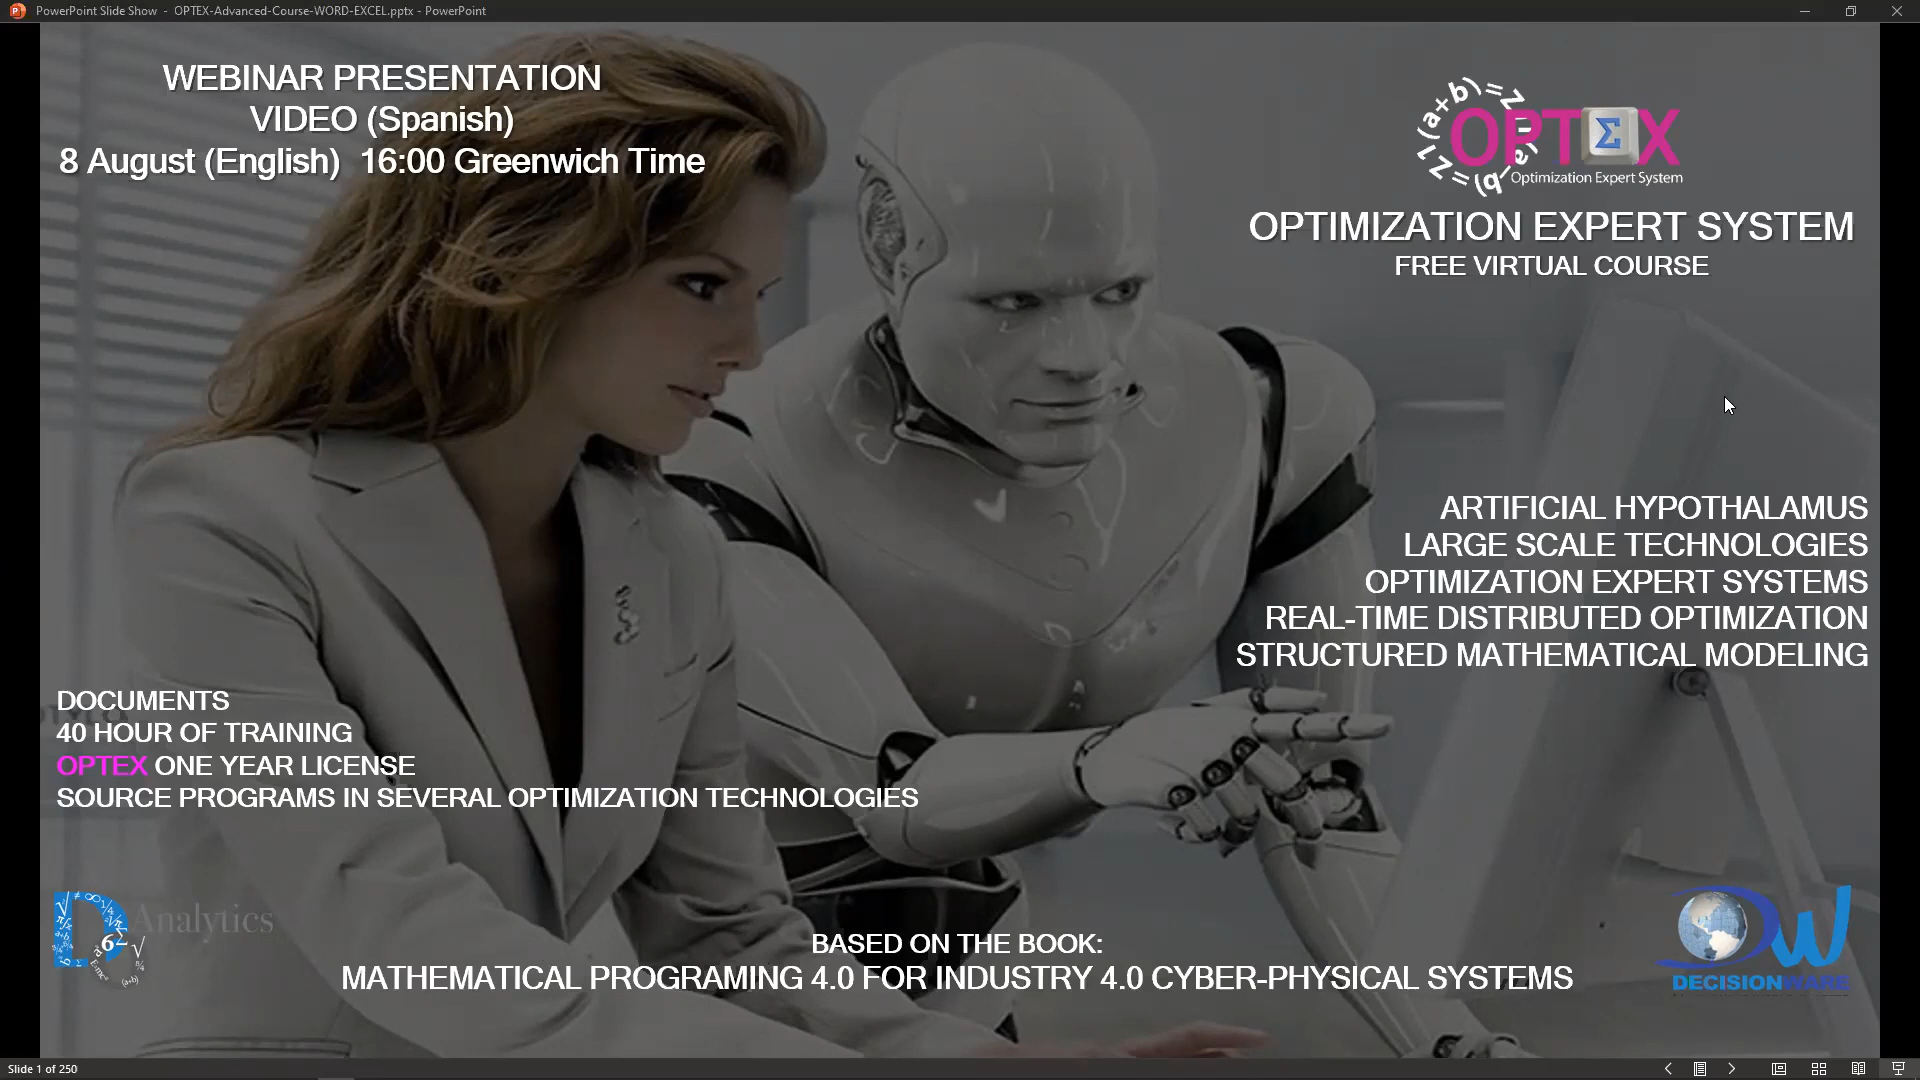 PowerPoint Slide Show - OPTEX-Advanced-Course-WORD-EXCEL.pptx - PowerPoint
WEBINAR PRESENTATION
VIDEO (Spanish)
8 August (English) 16:00 Greenwich Time
OPTΣX
Optimization Expert System
OPTIMIZATION EXPERT SYSTEM
FREE VIRTUAL COURSE
ARTIFICIAL HYPOTHALAMUS
LARGE SCALE TECHNOLOGIES
OPTIMIZATION EXPERT SYSTEMS
REAL-TIME DISTRIBUTED OPTIMIZATION
STRUCTURED MATHEMATICAL MODELING
DOCUMENTS
40 HOUR OF TRAINING
OPTEX ONE YEAR LICENSE
SOURCE PROGRAMS IN SEVERAL OPTIMIZATION TECHNOLOGIES
Analytics
BASED ON THE BOOK:
MATHEMATICAL PROGRAMING 4.0 FOR INDUSTRY 4.0 CYBER-PHYSICAL SYSTEMS
DW
DECISIONWARE
Slide 1 of 250